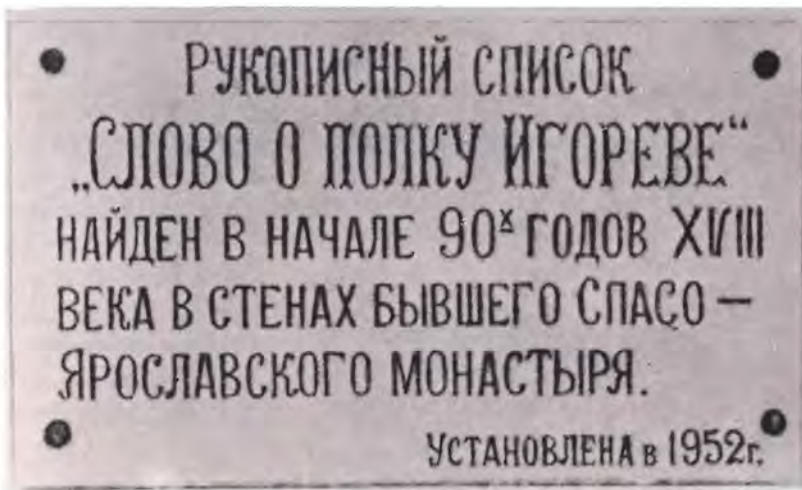 Рукописный список
„Слово о полку Игореве“
найден в начале 90х годов XVIII
века в стенах бывшего Спасо —
Ярославского монастыря.
Установлена в 1952г.